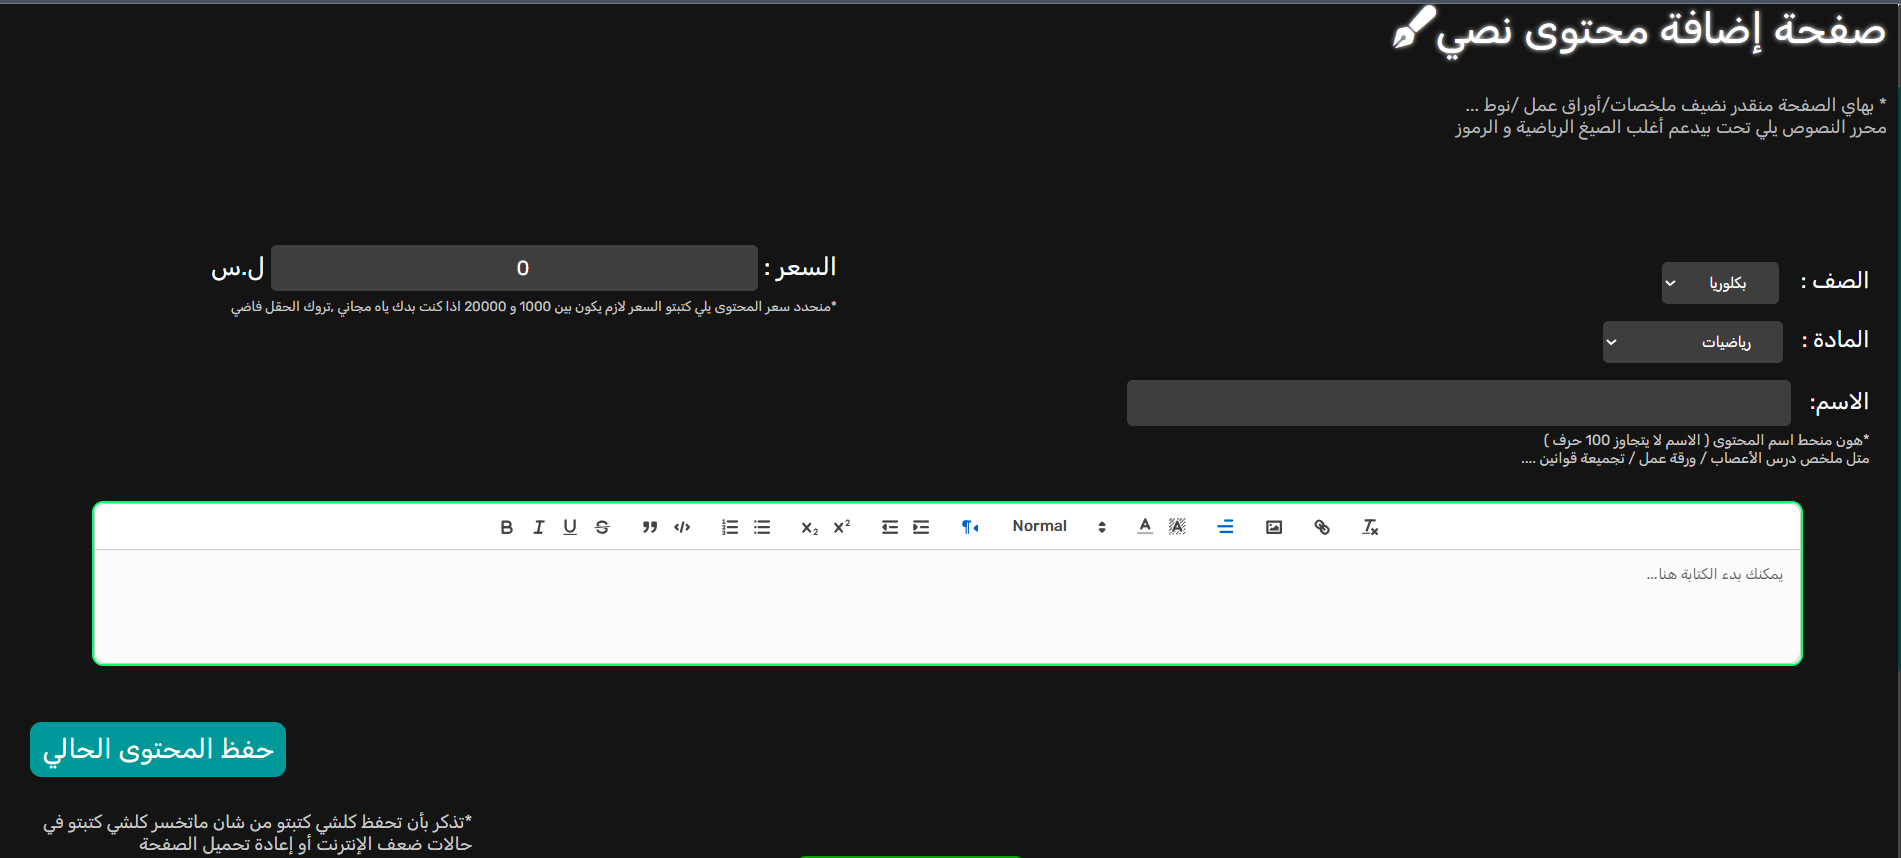 صفحة إضافة محتوى نصي
* بهاي الصفحة منقدر نضيف ملخصات/أوراق عمل /نوط ...
محرر النصوص يلي تحت بيدعم أغلب الصيغ الرياضية و الرموز
الصف : بكلوريا
المادة : رياضيات
الاسم:
*هون منحط اسم المحتوى ( الاسم لا يتجاوز 100 حرف )
متل ملخص درس الأعصاب / ورقة عمل / تجميعة قوانين ....
السعر : 0 ل.س
*منحدد سعر المحتوى يلي كتبتو السعر لازم يكون بين 1000 و 20000 اذا كنت بدك ياه مجاني ,تروك الحقل فاضي
Normal
يمكنك بدء الكتابة هنا...
حفظ المحتوى الحالي
*تذكر بأن تحفظ كلشي كتبتو من شان ماتخسر كلشي كتبتو في
حالات ضعف الإنترنت أو إعادة تحميل الصفحة